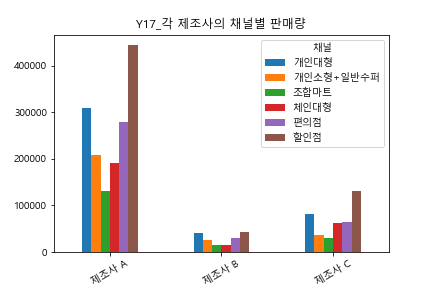 Y17_각 제조사의 채널별 판매량
채널
개인대형
개인소형+일반수퍼
조합마트
체인대형
편의점
할인점
400000
300000
200000
100000
0
제조사 A
제조사 B
제조사 C